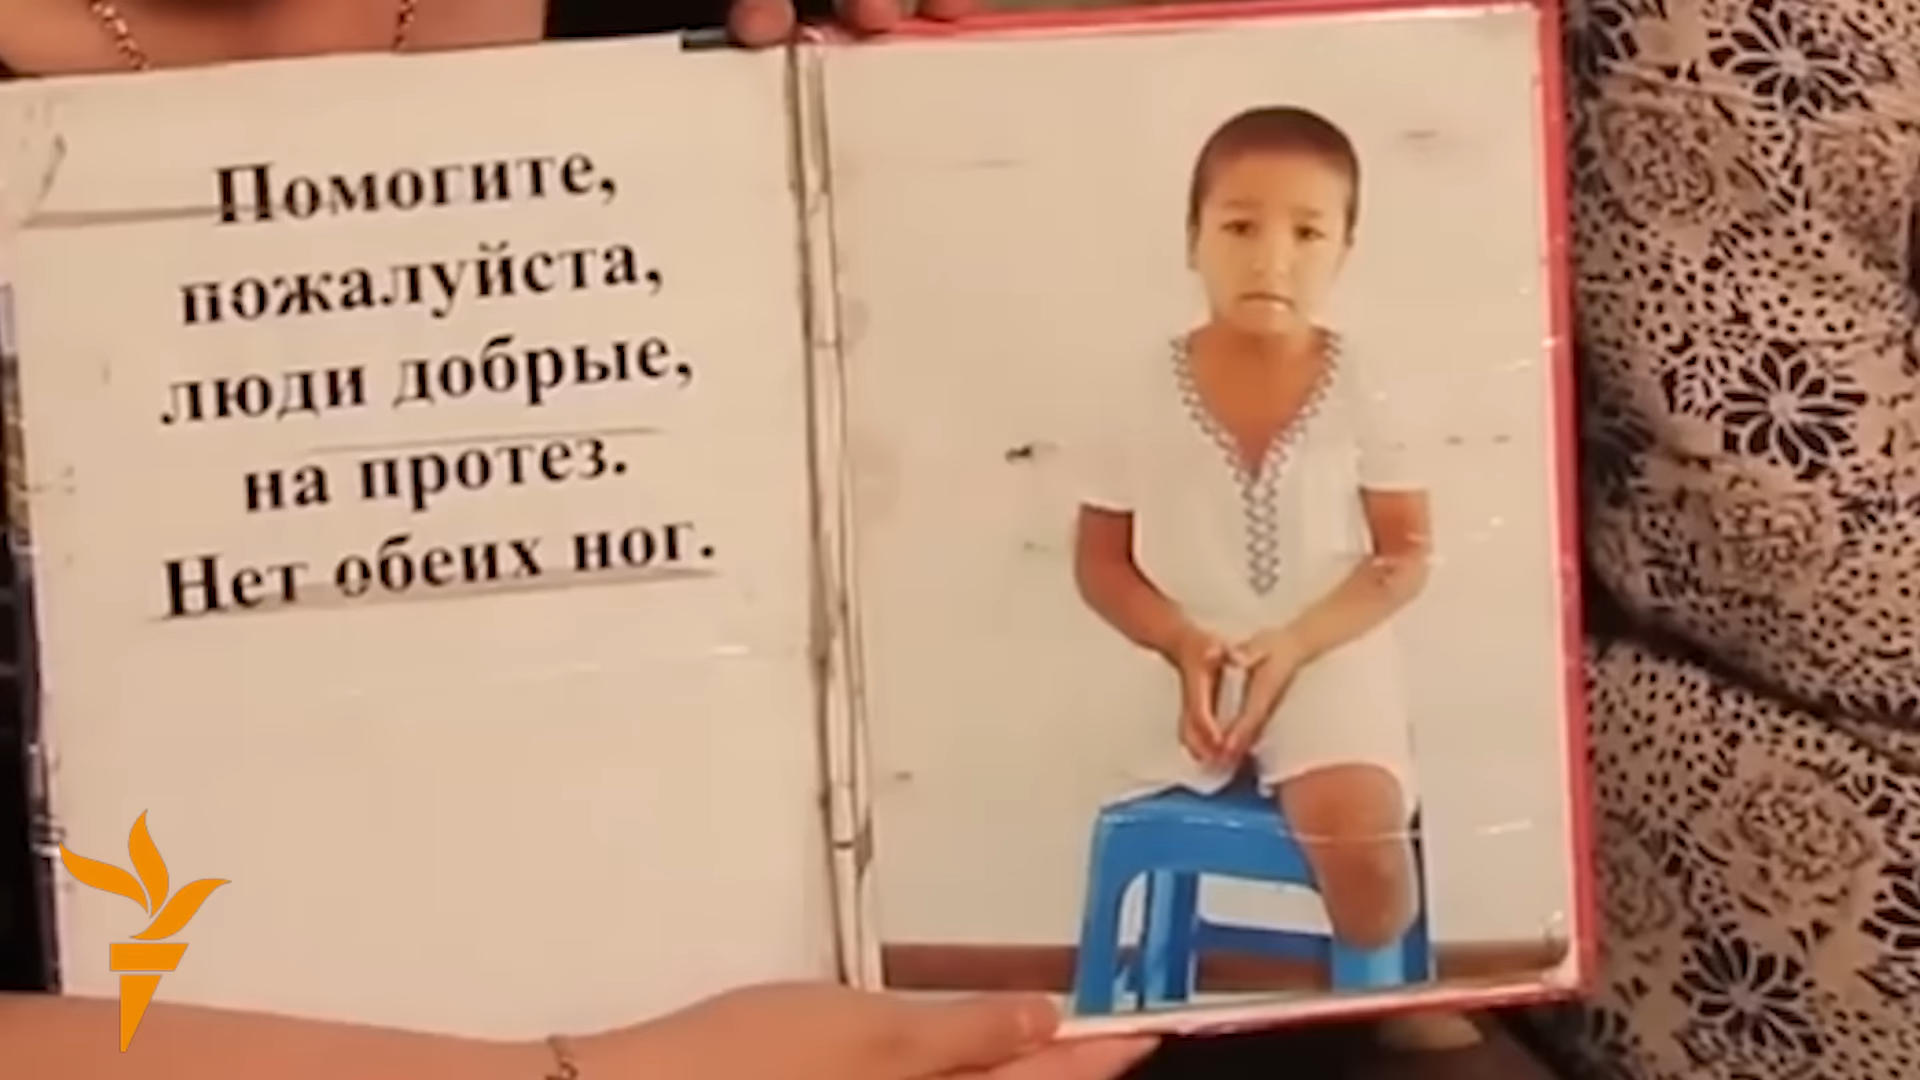 Помогите,
пожалуйста,
люди добрые,
на протез.
Нет обеих ног.